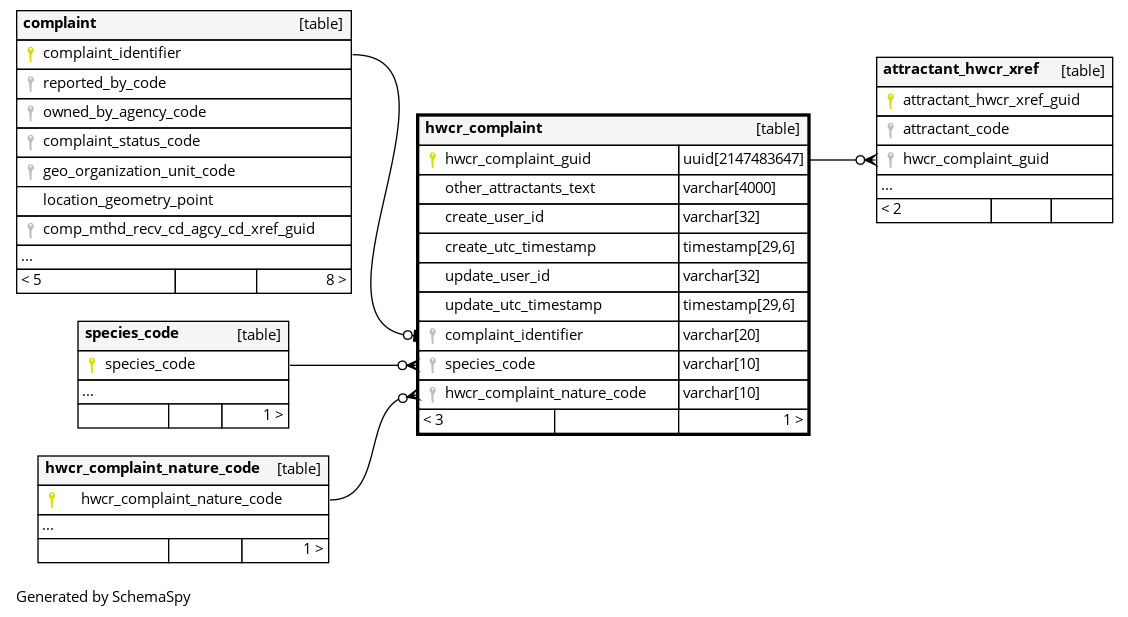 complaint [table]
complaint_identifier
reported_by_code
owned_by_agency_code
complaint_status_code
geo_organization_unit_code
location_geometry_point
comp_mthd_recv_cd_agcy_cd_xref_guid
...
< 5 8 >
species_code [table]
species_code
...
1 >
hwcr_complaint_nature_code [table]
hwcr_complaint_nature_code
...
1 >
hwcr_complaint [table]
hwcr_complaint_guid uuid[2147483647]
other_attractants_text varchar[4000]
create_user_id varchar[32]
create_utc_timestamp timestamp[29,6]
update_user_id varchar[32]
update_utc_timestamp timestamp[29,6]
complaint_identifier varchar[20]
species_code varchar[10]
hwcr_complaint_nature_code varchar[10]
< 3 1 >
attractant_hwcr_xref [table]
attractant_hwcr_xref_guid
attractant_code
hwcr_complaint_guid
...
< 2
Generated by SchemaSpy